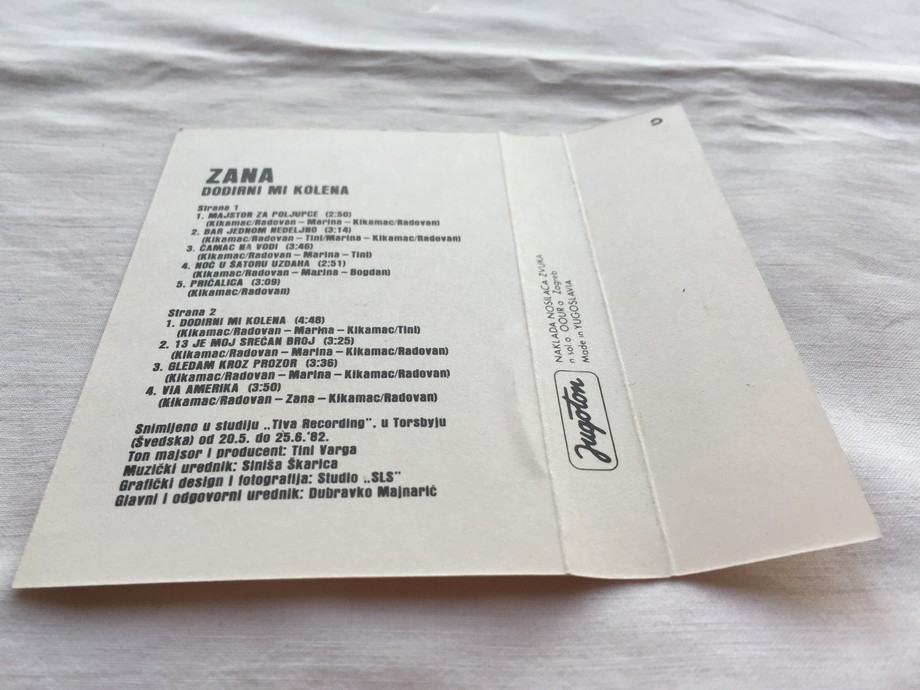 ZANA
DODIRNI MI KOLENA
Strana 1
1. MAJSTOR ZA POLJUPCE (2:50)
(Kikamac/Radovan – Marina – Kikamac/Radovan)
2. BAR JEDNOM NEDELJNO (3:14)
(Kikamac/Radovan – Tini/Marina – Kikamac/Radovan)
3. ČAMAC NA VODI (3:46)
(Kikamac/Radovan – Marina – Tini)
4. NOĆ U ŠATORU UZDAHA (2:51)
(Kikamac/Radovan – Marina – Bogdan)
5. PRIČALICA (3:09)
(Kikamac/Radovan)
Strana 2
1. DODIRNI MI KOLENA (4:48)
(Kikamac/Radovan – Marina – Kikamac/Tini)
2. 13 JE MOJ SREĆAN BROJ (3:25)
(Kikamac/Radovan – Marina – Kikamac/Radovan)
3. GLEDAM KROZ PROZOR (3:36)
(Kikamac/Radovan – Marina – Kikamac/Radovan)
4. VIA AMERIKA (3:50)
(Kikamac/Radovan – Zana – Kikamac/Radovan)
Snimljeno u studiju „Tiva Recording", u Torsbyju
(Švedska) od 20.5. do 25.6.'82.
Ton majsor i producent: Tini Varga
Muzički urednik: Siniša Škarica
Grafički design i fotografija: Studio „SLS"
Glavni i odgovorni urednik: Dubravko Majnarić
NAKLADA NOSILACA ZVUKA
n sol o OOUR a Zagreb
Made in YUGOSLAVIA
Jugoton